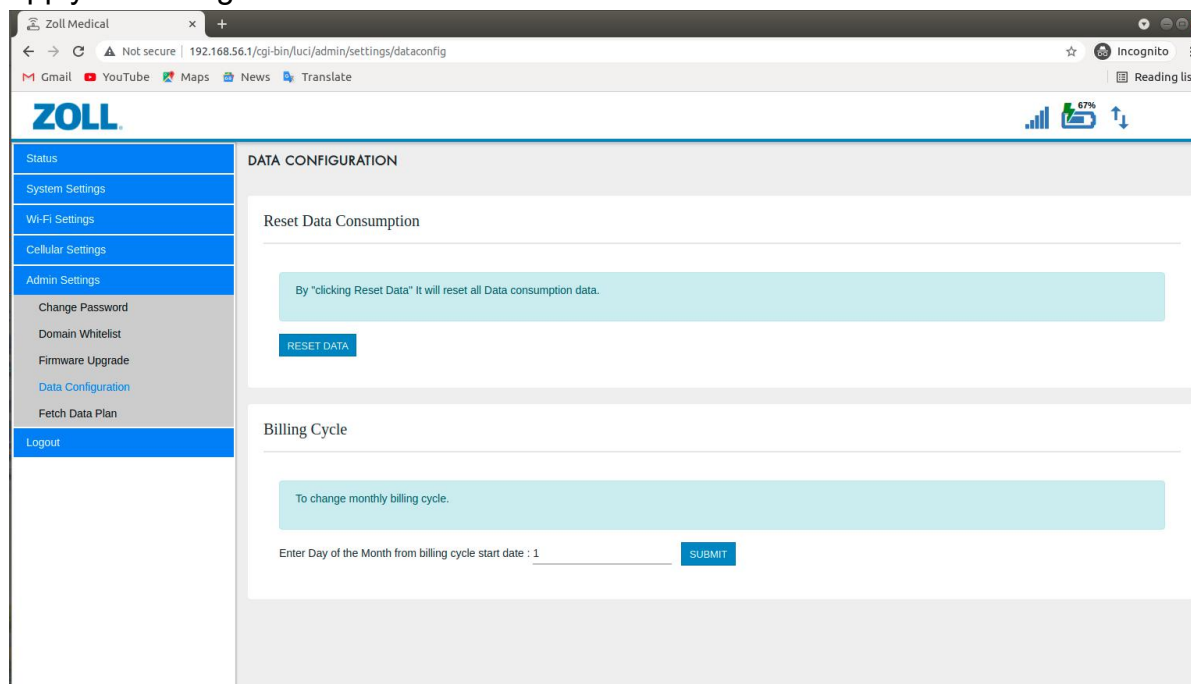 Zoll Medical
Not secure 192.168.56.1/cgi-bin/luci/admin/settings/dataconfig
Incognito
Gmail YouTube Maps News Translate
Reading lis
ZOLL.
67%
Status
DATA CONFIGURATION
System Settings
Wi-Fi Settings
Reset Data Consumption
Cellular Settings
Admin Settings
By "clicking Reset Data" It will reset all Data consumption data.
Change Password
Domain Whitelist
RESET DATA
Firmware Upgrade
Data Configuration
Fetch Data Plan
Billing Cycle
Logout
To change monthly billing cycle.
Enter Day of the Month from billing cycle start date : 1
SUBMIT